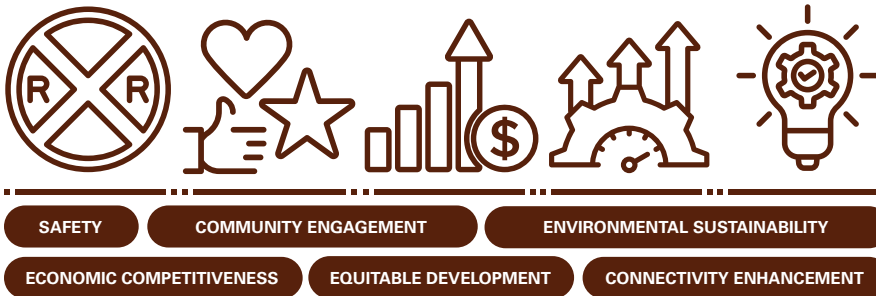 R R
$
SAFETY COMMUNITY ENGAGEMENT ENVIRONMENTAL SUSTAINABILITY
ECONOMIC COMPETITIVENESS EQUITABLE DEVELOPMENT CONNECTIVITY ENHANCEMENT